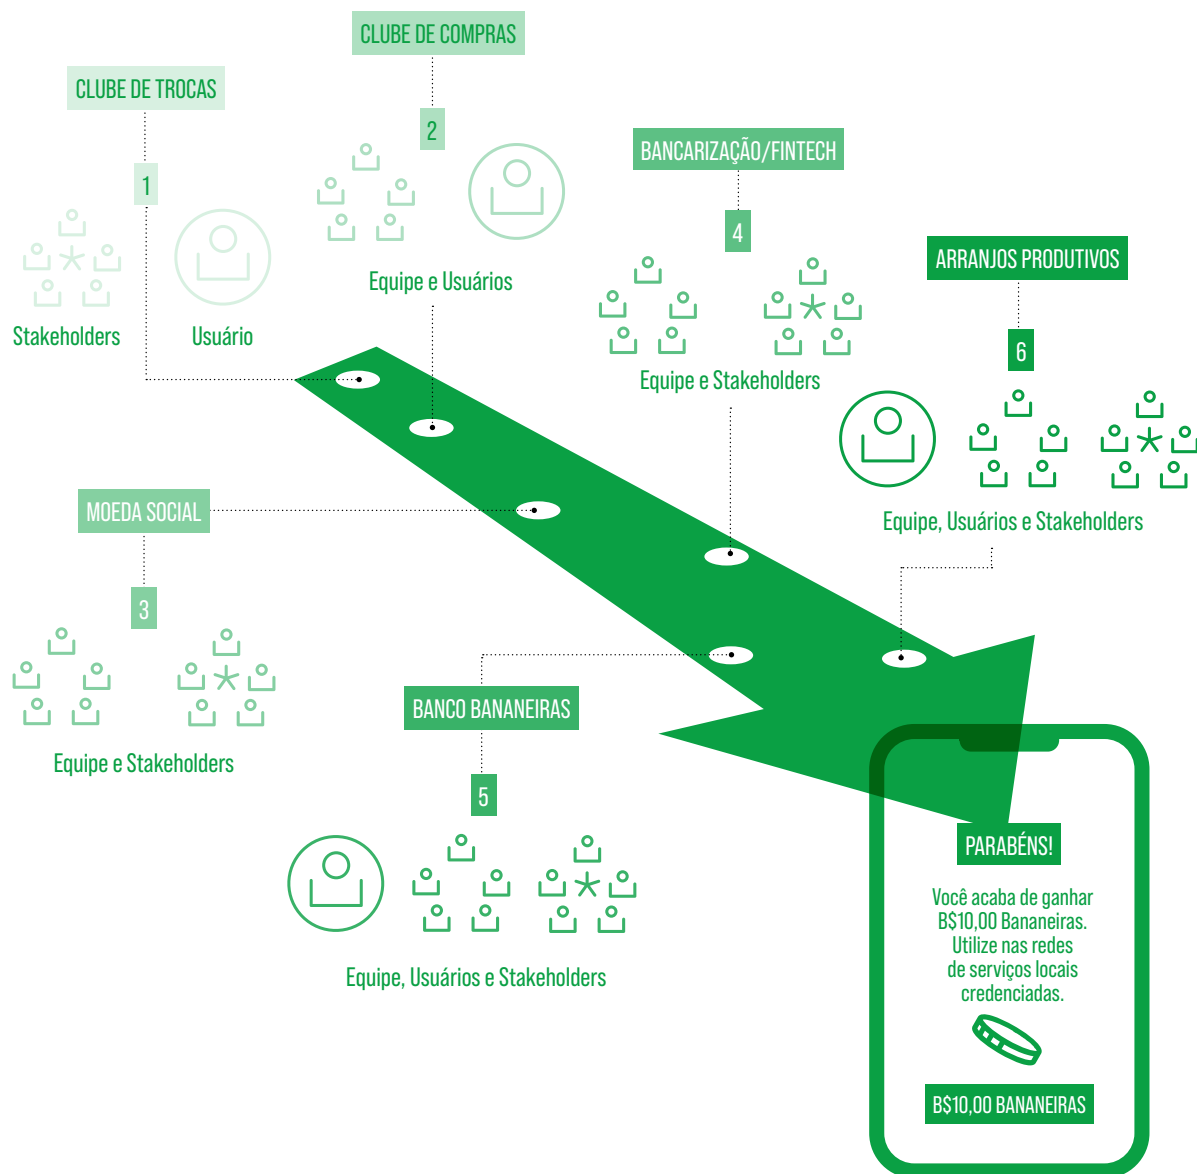 CLUBE DE TROCAS
1
Stakeholders
Usuário
CLUBE DE COMPRAS
2
Equipe e Usuários
MOEDA SOCIAL
3
Equipe e Stakeholders
BANCARIZAÇÃO/FINTECH
4
Equipe e Stakeholders
BANCO BANANEIRAS
5
Equipe, Usuários e Stakeholders
ARRANJOS PRODUTIVOS
6
Equipe, Usuários e Stakeholders
PARABÉNS!
Você acaba de ganhar
B$10,00 Bananeiras.
Utilize nas redes
de serviços locais
credenciadas.
B$10,00 BANANEIRAS